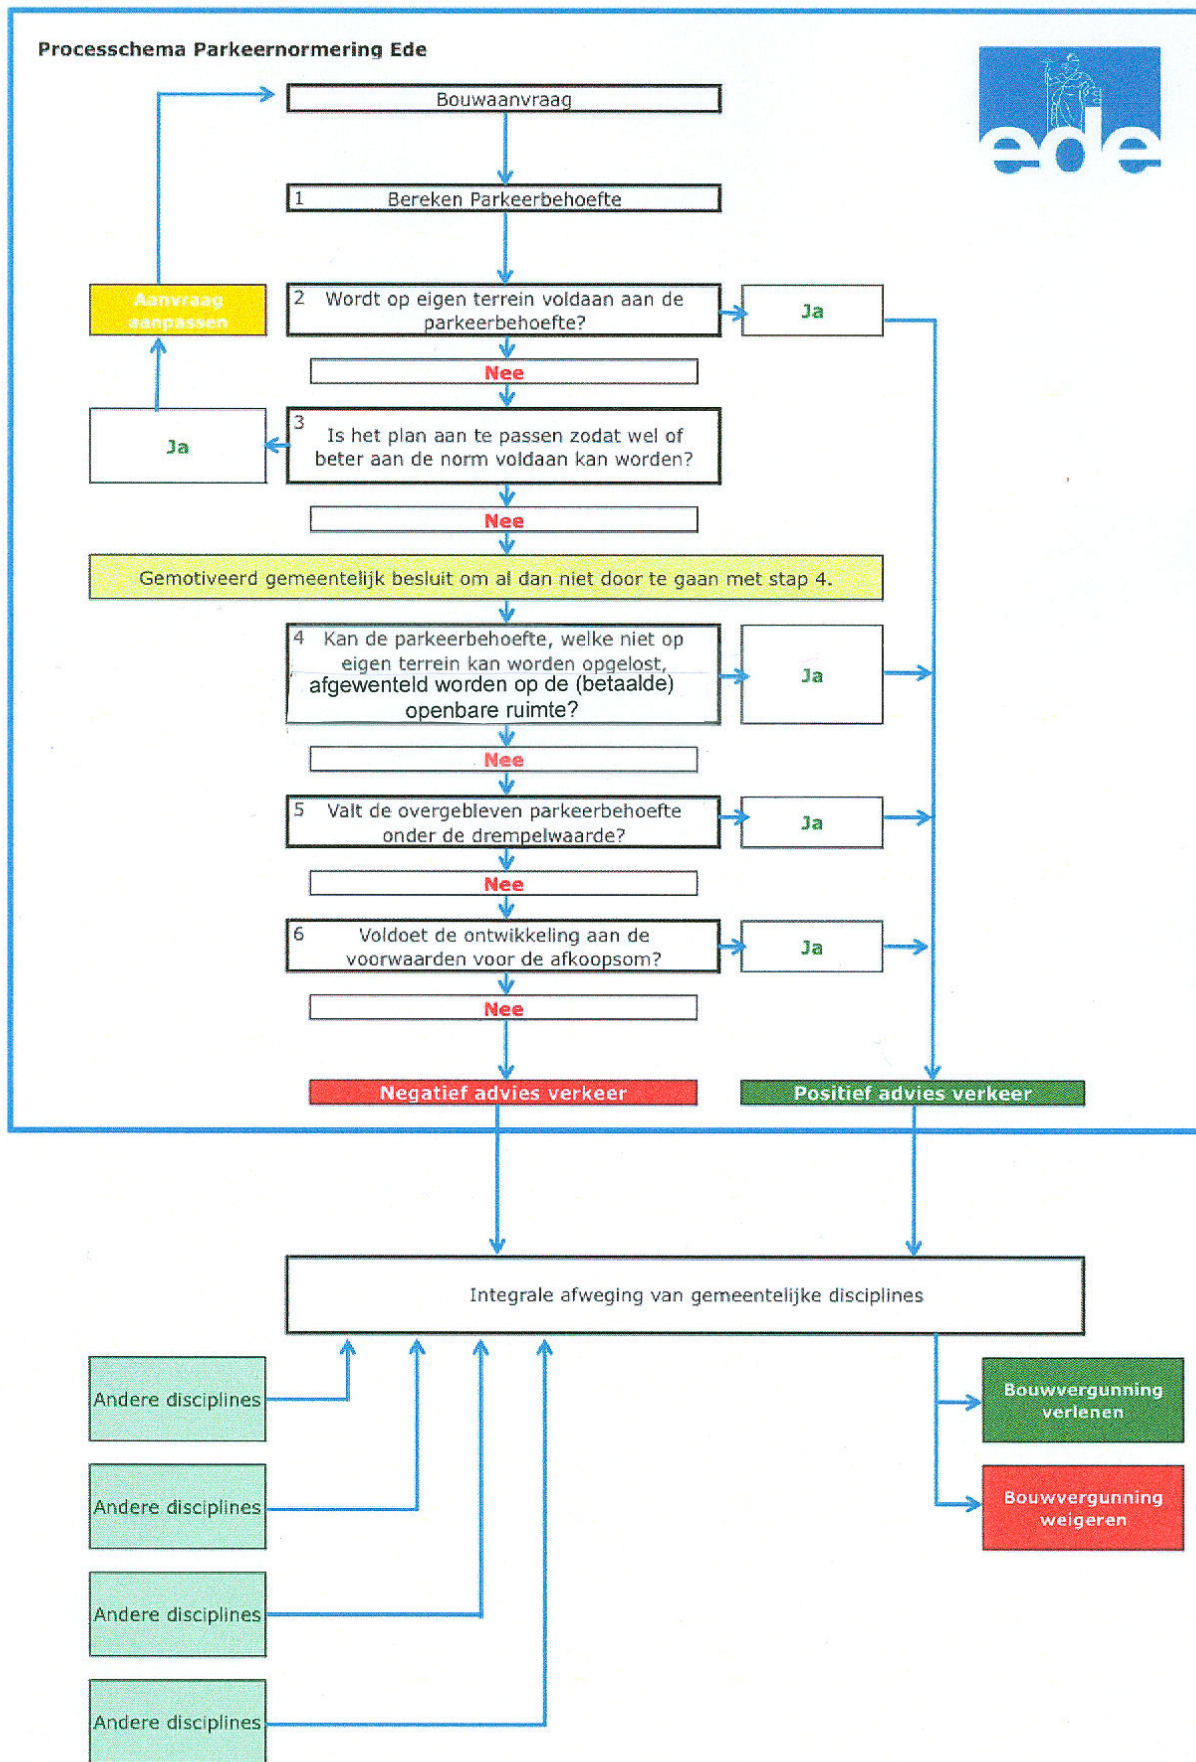 Processchema Parkeernormering Ede
ede
Bouwaanvraag
1 Bereken Parkeerbehoefte
Aanvraag
aanpassen
2 Wordt op eigen terrein voldaan aan de
parkeerbehoefte?
Ja
Nee
Ja
3 Is het plan aan te passen zodat wel of
beter aan de norm voldaan kan worden?
Nee
Gemotiveerd gemeentelijk besluit om al dan niet door te gaan met stap 4.
4 Kan de parkeerbehoefte, welke niet op
eigen terrein kan worden opgelost,
afgewenteld worden op de (betaalde)
openbare ruimte?
Ja
Nee
5 Valt de overgebleven parkeerbehoefte
onder de drempelwaarde?
Ja
Nee
6 Voldoet de ontwikkeling aan de
voorwaarden voor de afkoopsom?
Ja
Nee
Negatief advies verkeer
Positief advies verkeer
Integrale afweging van gemeentelijke disciplines
Andere disciplines
Bouwvergunning
verlenen
Andere disciplines
Bouwvergunning
weigeren
Andere disciplines
Andere disciplines